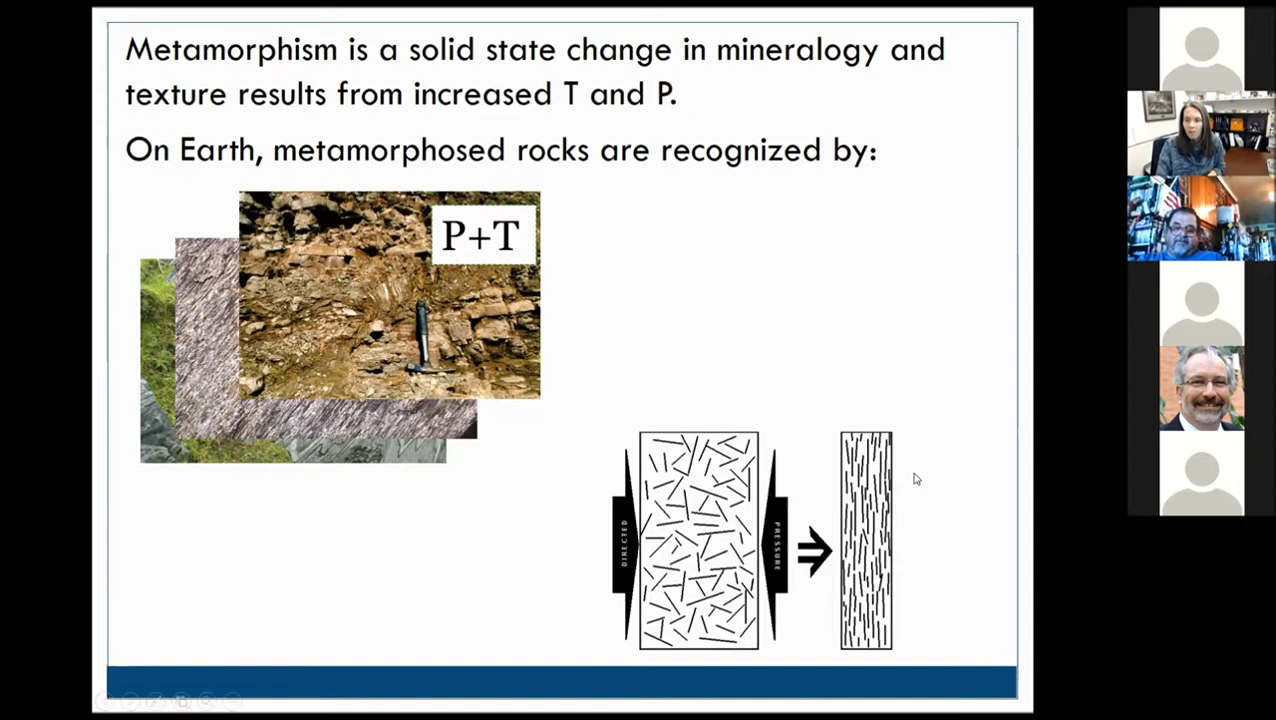 Metamorphism is a solid state change in mineralogy and
texture results from increased T and P.
On Earth, metamorphosed rocks are recognized by:
P+T
DIRECTED
PRESSURE